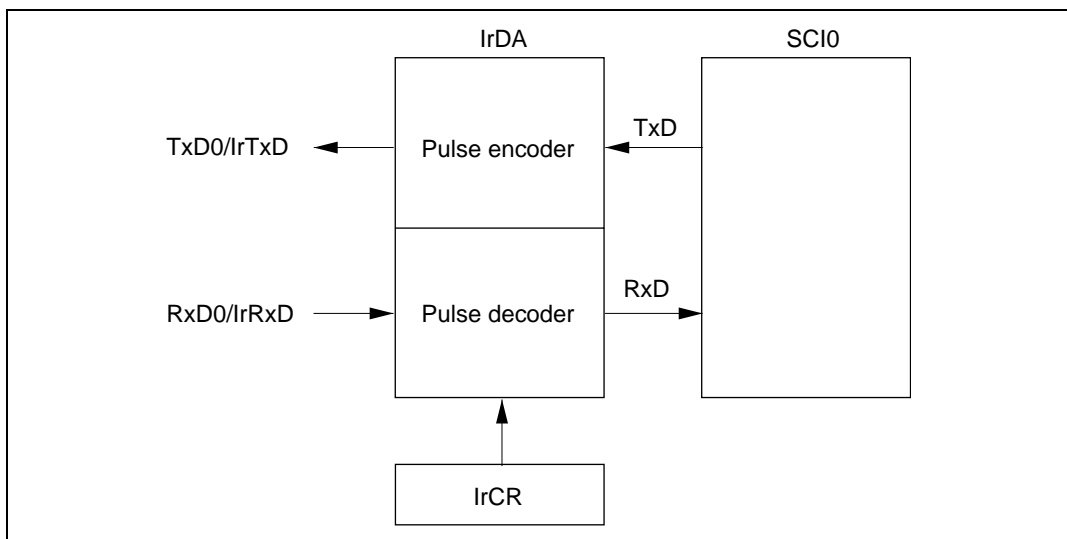 IrDA
SCI0
TxD0/IrTxD
Pulse encoder
TxD
RxD0/IrRxD
Pulse decoder
RxD
IrCR